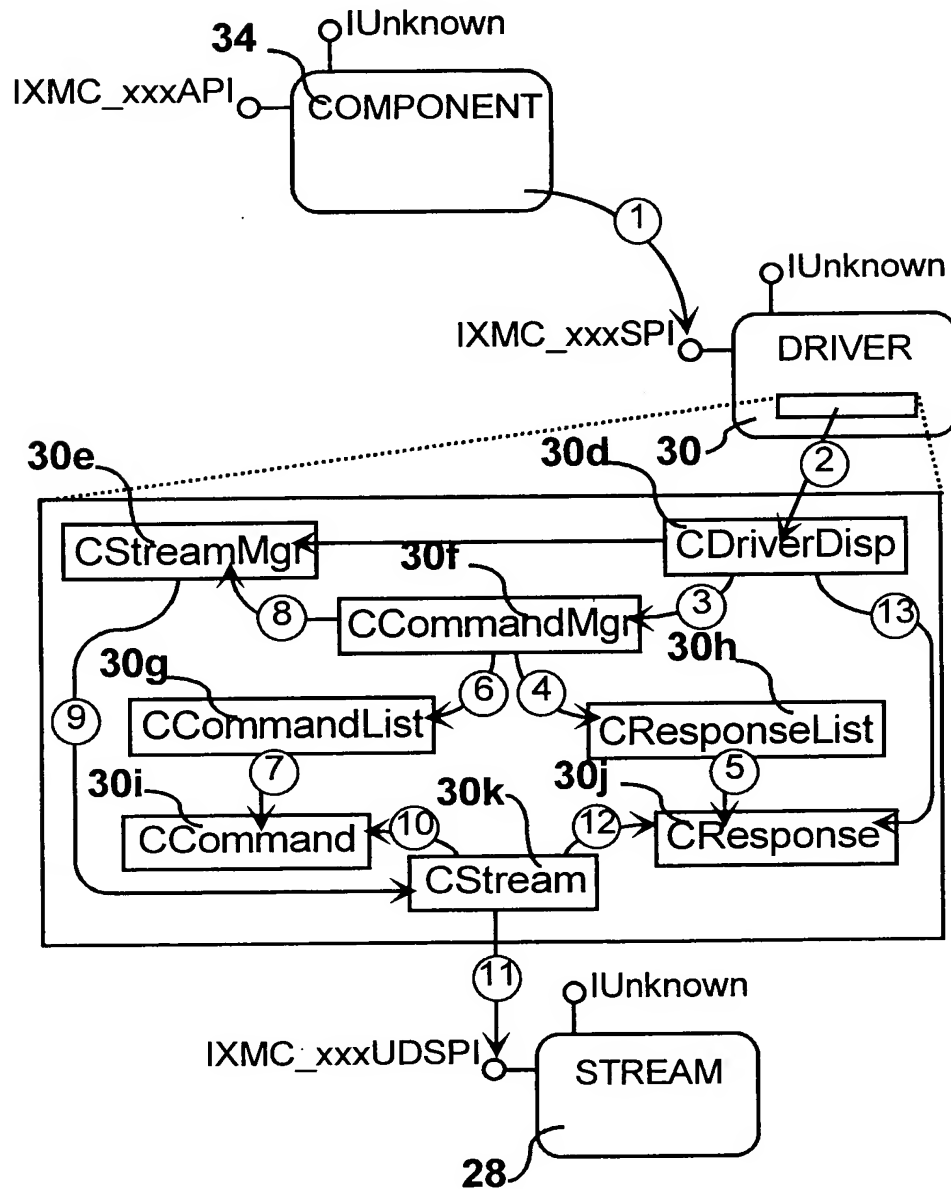 IUnknown
34
IXMC_xxxAPI
COMPONENT
1
IUnknown
IXMC_xxxSPI
DRIVER
30
2
30e
30d
CStreamMgr
CDriverDisp
30f
8
CCommandMgr
3
13
30g
30h
9
6
4
CCommandList
CResponseList
7
5
30i
30k
30j
CCommand
10
12
CResponse
CStream
11
IUnknown
IXMC_xxxUDSPI
STREAM
28